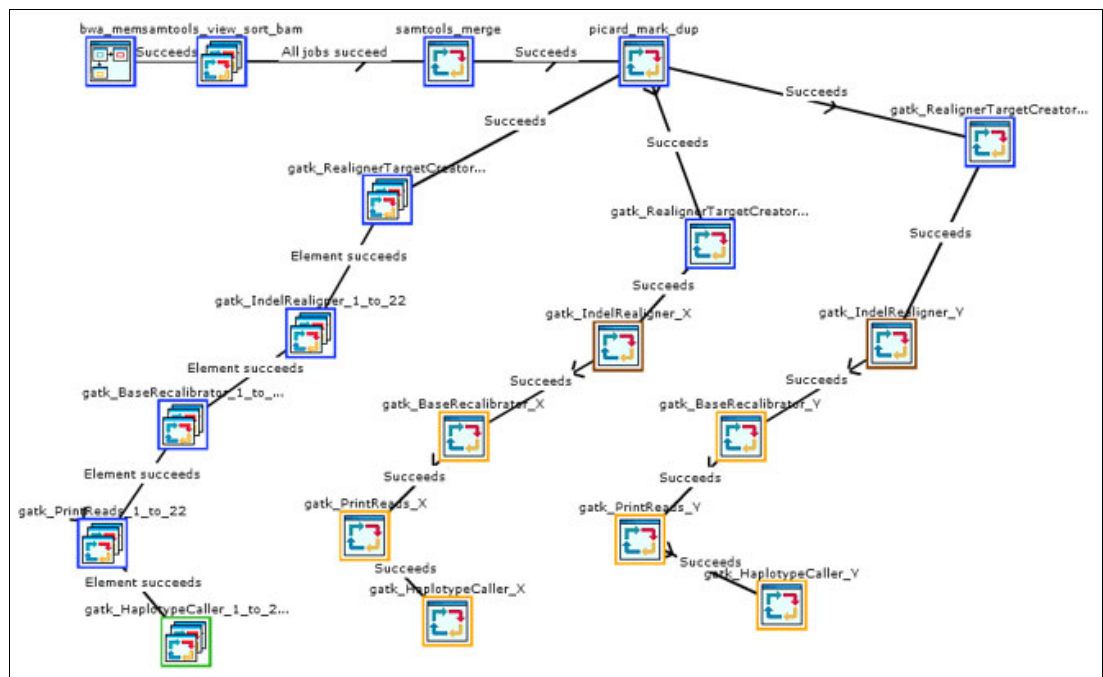 bwa_memsamtools_view_sort_bam
samtools_merge
picard_mark_dup
Succeeds
All jobs succeed
Succeeds
Succeeds
gatk_RealignerTargetCreator...
Succeeds
Succeeds
gatk_RealignerTargetCreator...
gatk_RealignerTargetCreator...
Succeeds
Element succeeds
Succeeds
gatk_IndelRealigner_1_to_22
gatk_IndelRealigner_X
gatk_IndelRealigner_Y
Element succeeds
Succeeds
Succeeds
gatk_BaseRecalibrator_1_to_...
gatk_BaseRecalibrator_X
gatk_BaseRecalibrator_Y
Element succeeds
Succeeds
Succeeds
gatk_PrintReads_1_to_22
gatk_PrintReads_X
gatk_PrintReads_Y
Element succeeds
Succeeds
Succeeds
gatk_HaplotypeCaller_1_to_2...
gatk_HaplotypeCaller_X
gatk_HaplotypeCaller_Y